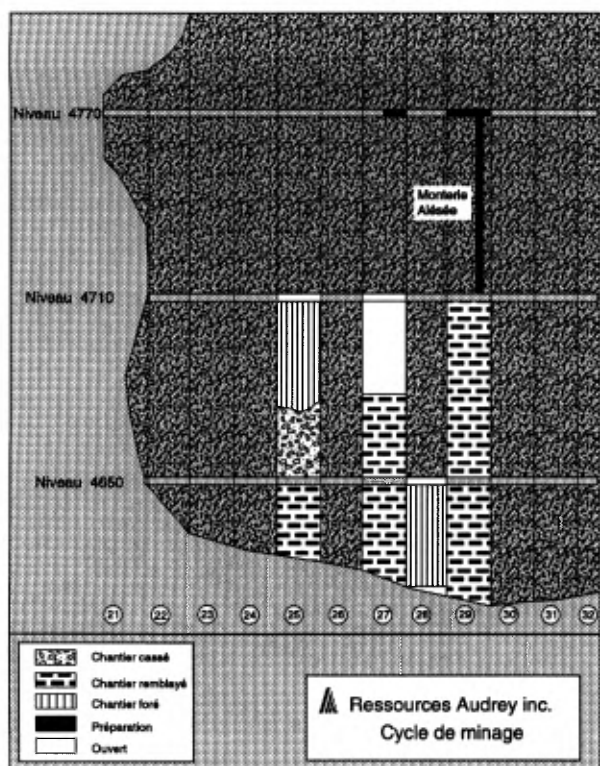 Niveau 4770
Monterie
Alésée
Niveau 4710
Niveau 4650
21 22 23 24 25 26 27 28 29 30 31 32
Chantier cassé
Chantier remblayé
Chantier foré
Préparation
Ouvert
Ressources Audrey inc.
Cycle de minage